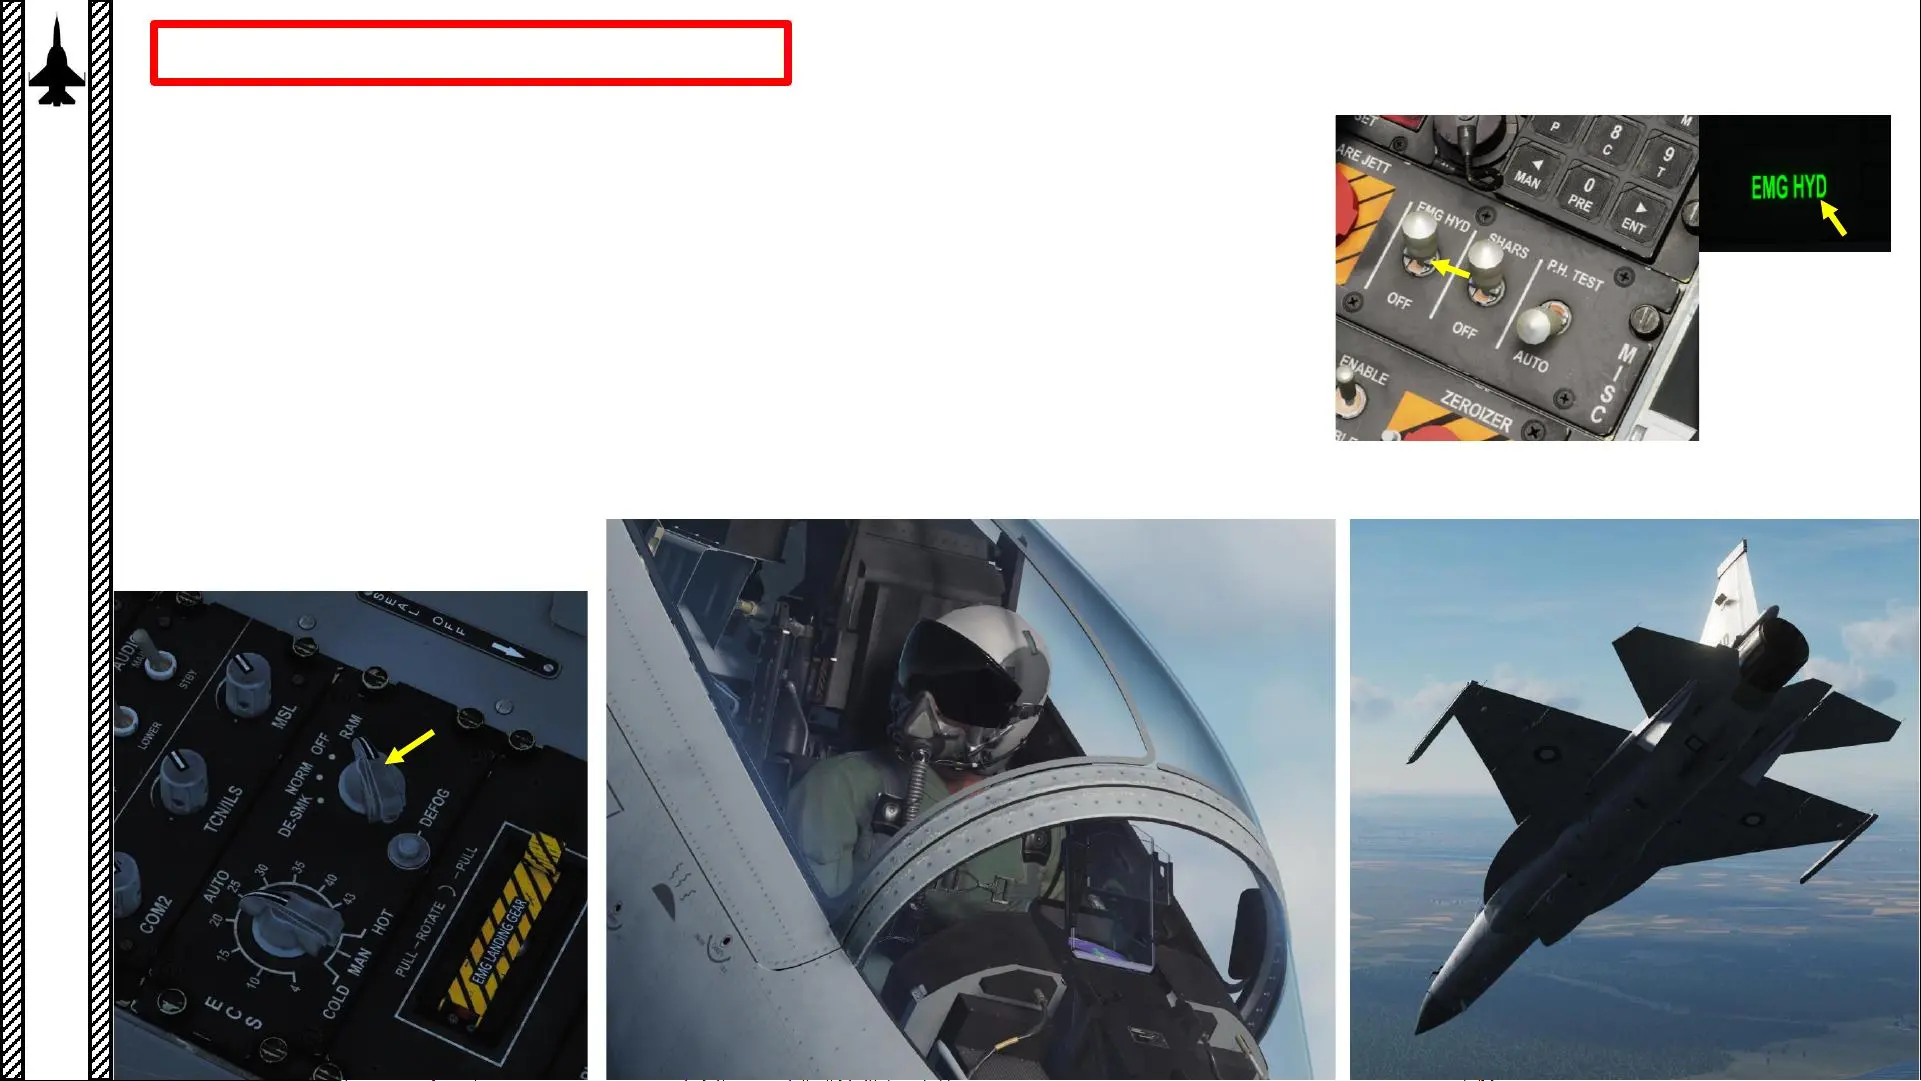 SET
P
8
C
M
9
T
ARE JETT
◄
MAN
0
PRE
►
ENT
EMG HYD
SHARS
P.H. TEST
OFF
OFF
AUTO
MISC
ENABLE
ZEROIZER
EMG HYD
SEAL OFF
AUDIO
STBY
LOWER
MSL
TCN/ILS
COM2
RAM
OFF
NORM
DE-SMK
DEFOG
AUTO
4
10
15
20
25
30
35
40
43
HOT
MAN
COLD
ECS
PULL-ROTATE
-PULL
EMG LANDING GEAR